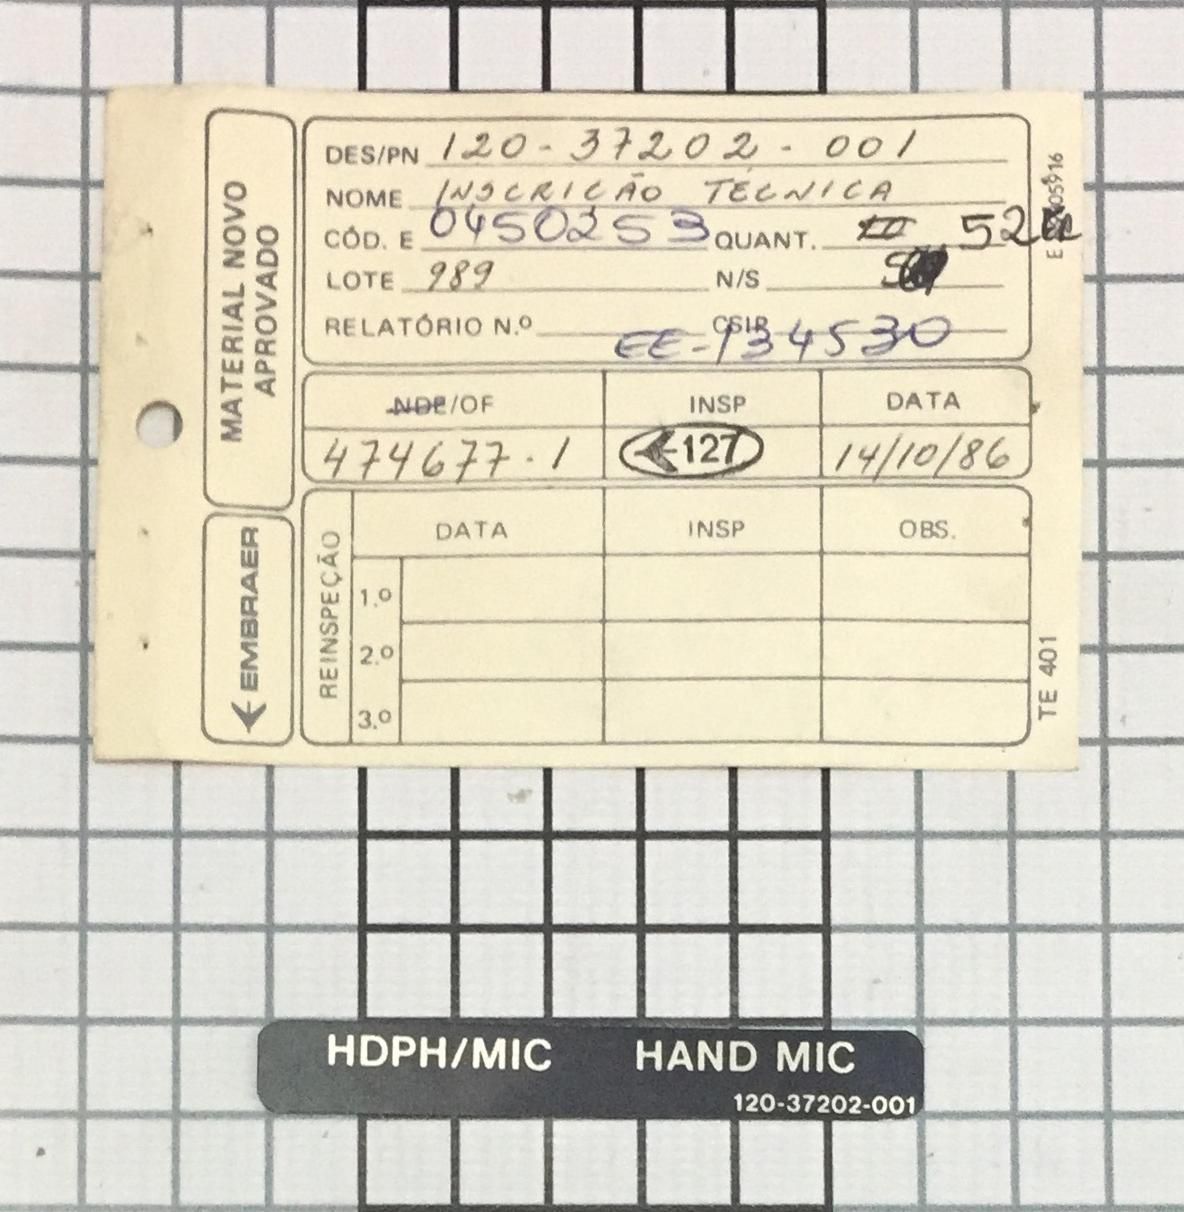 MATERIAL NOVO
APROVADO
EMBRAER
DES/PN 120-37202-001
NOME INSCRIÇÃO TÉCNICA
CÓD. E 0450253 QUANT. 52
LOTE 989 N/S
RELATÓRIO N.º CSIR
EE-134530
NDE/OF INSP DATA
474677.1 127 14/10/86
REINSPEÇÃO
DATA INSP OBS.
1.º
2.º
3.º
TE 401
HDPH/MIC HAND MIC
120-37202-001